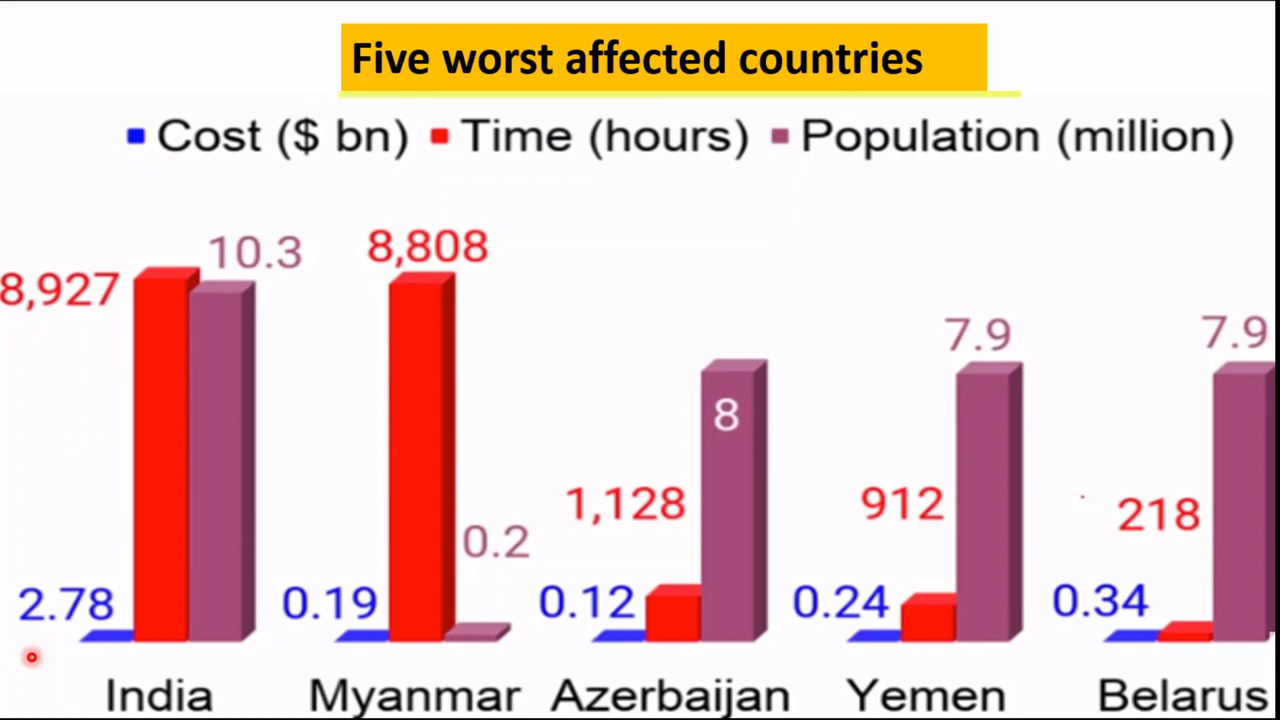 Five worst affected countries
Cost ($ bn) Time (hours) Population (million)
8,927 10.3 8,808 7.9 7.9
8
1,128 912 218
0.2
2.78 0.19 0.12 0.24 0.34
India Myanmar Azerbaijan Yemen Belarus